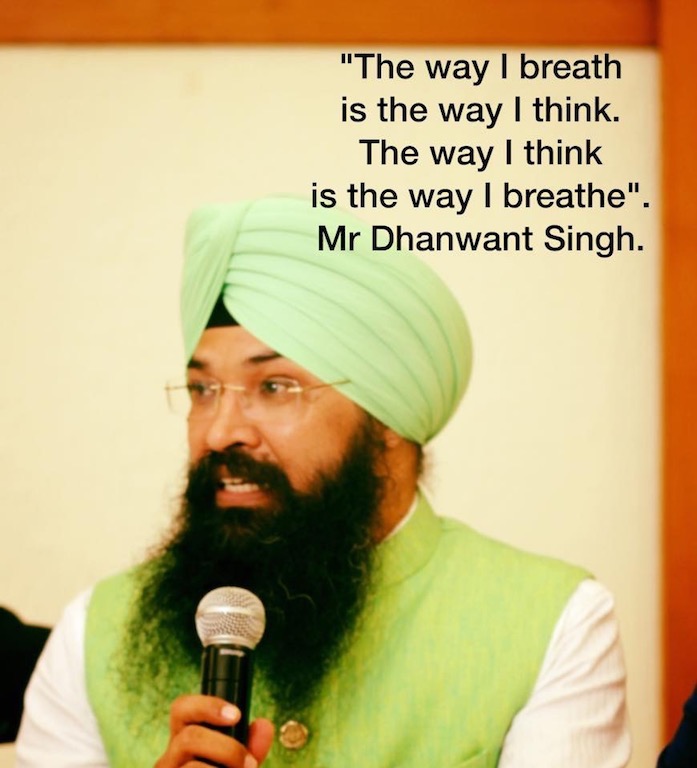 "The way I breath
is the way I think.
The way I think
is the way I breathe".
Mr Dhanwant Singh.